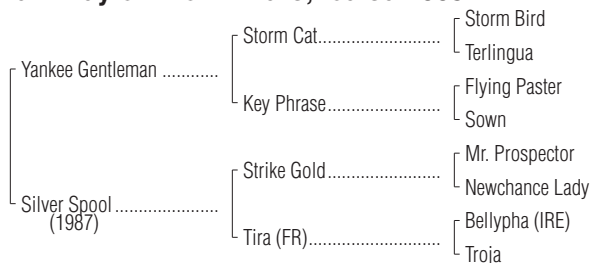 Storm Bird
Storm Cat........................
Terlingua
Yankee Gentleman ............
Flying Paster
Key Phrase......................
Sown
Mr. Prospector
Strike Gold......................
Newchance Lady
Silver Spool ......................
(1987)
Bellypha (IRE)
Tira (FR)..........................
Troja